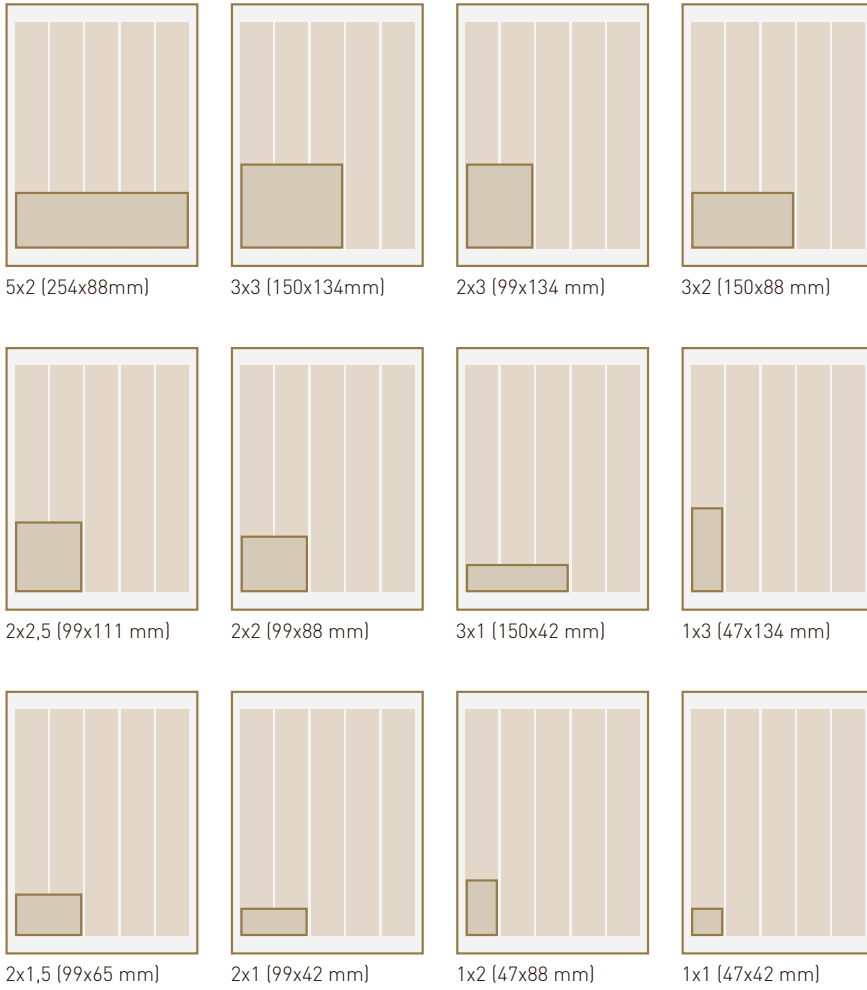 5x2 (254x88mm)
3x3 (150x134mm)
2x3 (99x134 mm)
3x2 (150x88 mm)
2x2,5 (99x111 mm)
2x2 (99x88 mm)
3x1 (150x42 mm)
1x3 (47x134 mm)
2x1,5 (99x65 mm)
2x1 (99x42 mm)
1x2 (47x88 mm)
1x1 (47x42 mm)